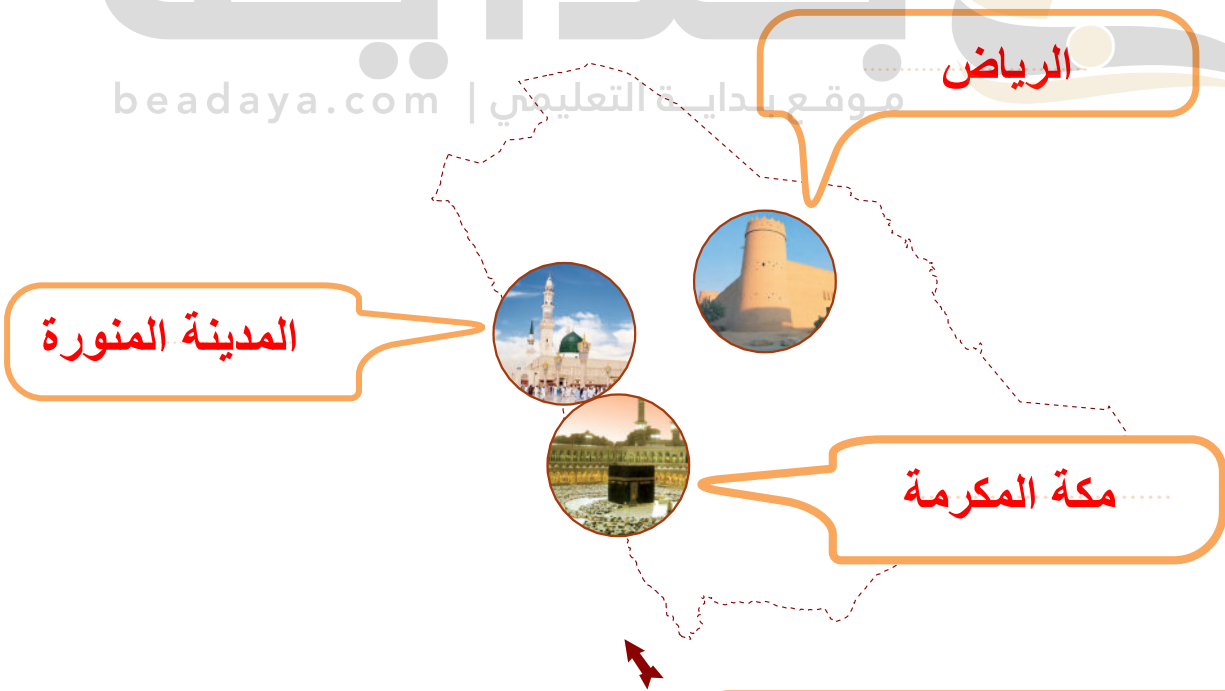 الرياض
موقع بداية التعليمي | beadaya.com
المدينة المنورة
مكة المكرمة